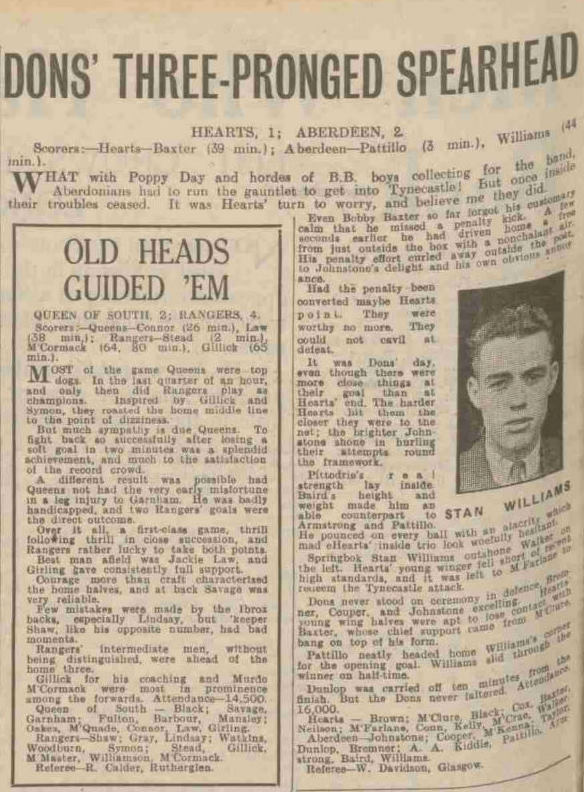 DONS' THREE-PRONGED SPEARHEAD
HEARTS, 1; ABERDEEN, 2.
Scorers:—Hearts—Baxter (39 min.); Aberdeen—Pattillo (3 min.), Williams (44
min.).
WHAT with Poppy Day and hordes of B.B. boys collecting for the band,
Aberdonians had to run the gauntlet to get into Tynecastle! But once inside
their troubles ceased. It was Hearts' turn to worry, and believe me they did.
OLD HEADS
GUIDED 'EM
QUEEN OF SOUTH, 2; RANGERS, 4.
Scorers:—Queens—Connor (26 min.), Law
(38 min.); Rangers—Stead (2 min.),
M'Cormack (64, 80 min.), Gillick (65
min.).
MOST of the game Queens were top
dogs. In the last quarter of an hour,
and only then did Rangers play as
champions. Inspired by Gillick and
Symon, they roasted the home middle line
to the point of dizziness.
But much sympathy is due Queens. To
fight back so successfully after losing a
soft goal in two minutes was a splendid
achievement, and much to the satisfaction
of the record crowd.
A different result was possible had
Queens not had the very early misfortune
in a leg injury to Garnham. He was badly
handicapped, and two Rangers' goals were
the direct outcome.
Over it all, a first-class game, thrill
following thrill in close succession, and
Rangers rather lucky to take both points.
Best man afield was Jackie Law, and
Girling gave consistently full support.
Courage more than craft characterised
the home halves, and at back Savage was
very reliable.
Few mistakes were made by the Ibrox
backs, especially Lindsay, but 'keeper
Shaw, like his opposite number, had bad
moments.
Rangers' intermediate men, without
being distinguished, were ahead of the
home three.
Gillick for his coaching and Murdo
M'Cormack were most in prominence
among the forwards. Attendance—14,500.
Queen of South — Black; Savage,
Garnham; Fulton, Barbour, Mansley;
Oakes, M'Quade, Connor, Law, Girling.
Rangers—Shaw; Gray, Lindsay; Watkins,
Woodburn, Symon; Stead, Gillick,
M'Master, Williamson, M'Cormack.
Referee—R. Calder, Rutherglen.
Even Bobby Baxter so far forgot his customary
calm that he missed a penalty kick. A few
seconds earlier he had driven home a free
from just outside the box with a nonchalant air.
His penalty effort curled away outside the post,
to Johnstone's delight and his own obvious annoy-
ance.
Had the penalty been
converted maybe Hearts
point. They were
worthy no more. They
could not cavil at
defeat.
It was Dons' day,
even though there were
more close things at
their goal than at
Hearts' end. The harder
Hearts hit them the
closer they were to the
net; the brighter John-
stone shone in hurling
their attempts round
the framework.
Pittodrie's real
strength lay inside.
Baird's height and
weight made him an
able counterpart to
Armstrong and Pattillo.
STAN WILLIAMS
He pounced on every ball with an alacrity which
mad eHearts' inside trio look woefully hesitant.
Springbok Stan Williams outshone Walker on
the left. Hearts' young winger fell short of recent
high standards, and it was left to M'Farlane to
redeem the Tynecastle attack.
Dons never stood on ceremony in defence, Brem-
ner, Couper, and Johnstone excelling. Hearts'
young wing halves were apt to lose contact with
Baxter, whose chief support came from M'Clure,
bang on top of his form.
Pattillo neatly headed home Williams's corner
for the opening goal. Williams slid through the
winner on half-time.
Dunlop was carried off ten minutes from the
finish. But the Dons never faltered. Attendance,
16,000.
Hearts — Brown; M'Clure, Black; Cox, Baxter,
Neilson; M'Farlane, Conn, Kelly, M'Crae, Walker.
Aberdeen—Johnstone; Cooper, M'Kenna; Taylor,
Dunlop, Bremner; A. A. Kiddie, Pattillo, Arm-
strong, Baird, Williams.
Referee—W. Davidson, Glasgow.